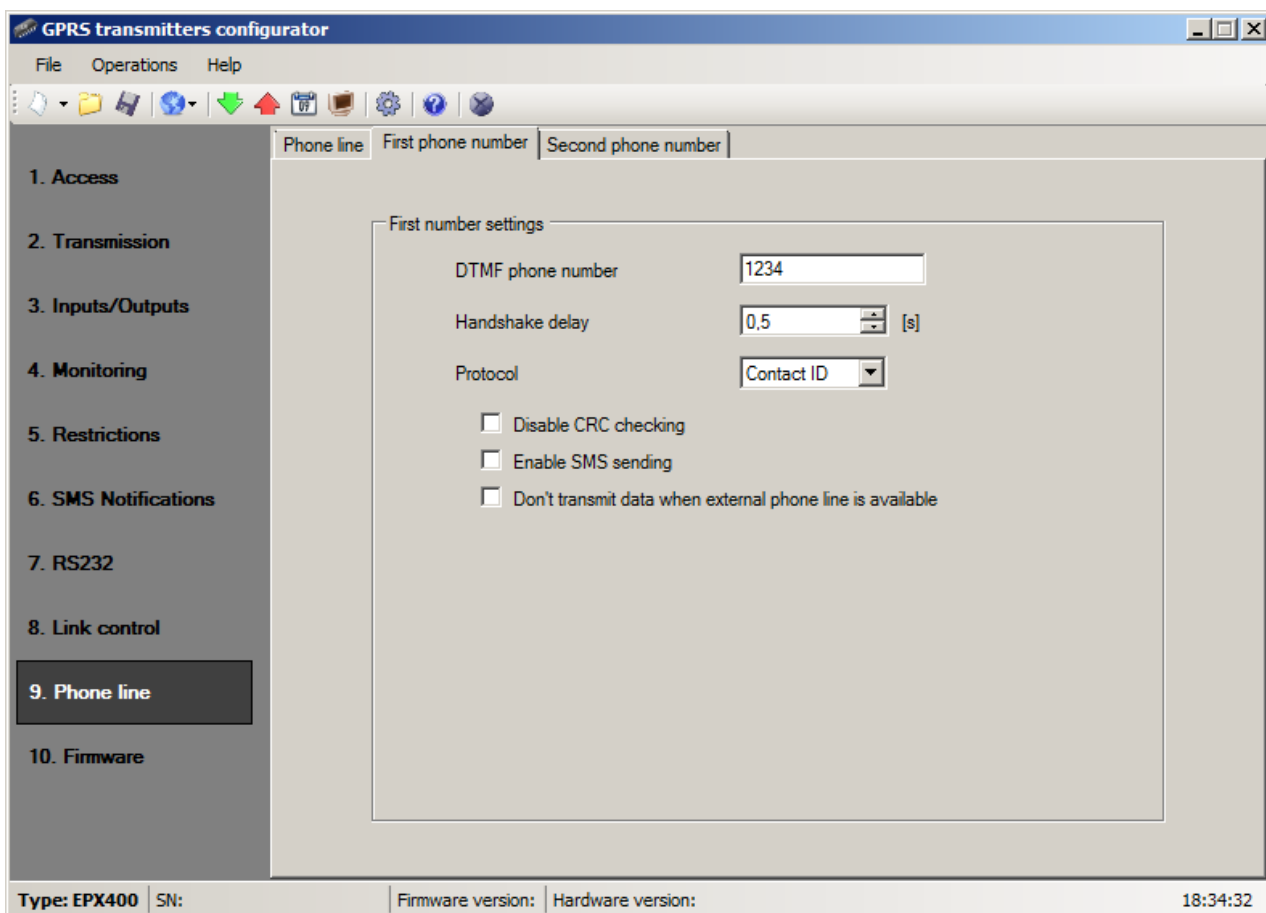 GPRS transmitters configurator
File Operations Help
09
Phone line First phone number Second phone number
1. Access
2. Transmission
3. Inputs/Outputs
4. Monitoring
5. Restrictions
6. SMS Notifications
7. RS232
8. Link control
9. Phone line
10. Firmware
First number settings
DTMF phone number 1234
Handshake delay 0,5 [s]
Protocol Contact ID
Disable CRC checking
Enable SMS sending
Don't transmit data when external phone line is available
Type: EPX400 SN: Firmware version: Hardware version: 18:34:32